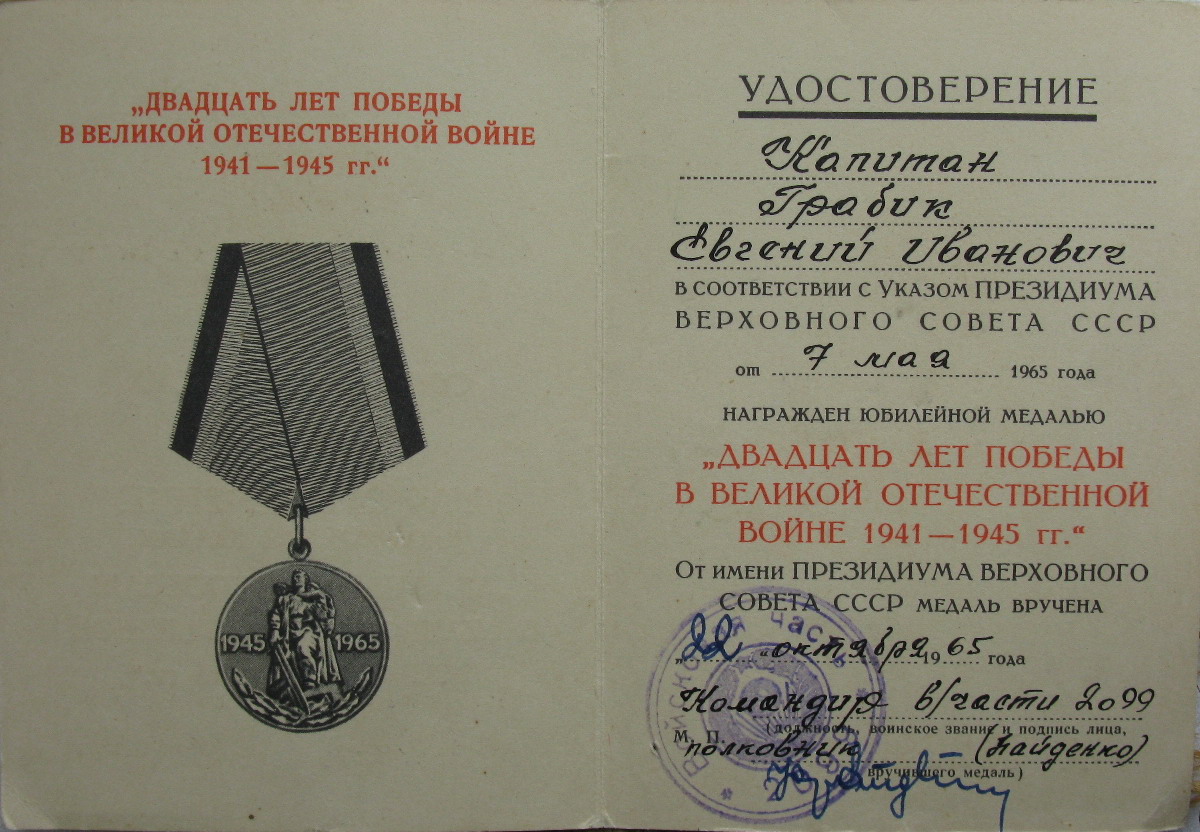 „ДВАДЦАТЬ ЛЕТ ПОБЕДЫ
В ВЕЛИКОЙ ОТЕЧЕСТВЕННОЙ ВОЙНЕ
1941 — 1945 гг.“
1945 1965
УДОСТОВЕРЕНИЕ
Капитан
Грабик
Евгений Иванович
В СООТВЕТСТВИИ С УКАЗОМ ПРЕЗИДИУМА
ВЕРХОВНОГО СОВЕТА СССР
от 7 мая 1965 года
НАГРАЖДЕН ЮБИЛЕЙНОЙ МЕДАЛЬЮ
„ДВАДЦАТЬ ЛЕТ ПОБЕДЫ
В ВЕЛИКОЙ ОТЕЧЕСТВЕННОЙ
ВОЙНЕ 1941 — 1945 гг.“
ОТ ИМЕНИ ПРЕЗИДИУМА ВЕРХОВНОГО
СОВЕТА СССР МЕДАЛЬ ВРУЧЕНА
„22“ октября 1965 года
Командир в/части 2099
(должность, воинское звание и подпись лица,
М. П. полковник (Найденко)
вручившего медаль)
Войсковая часть